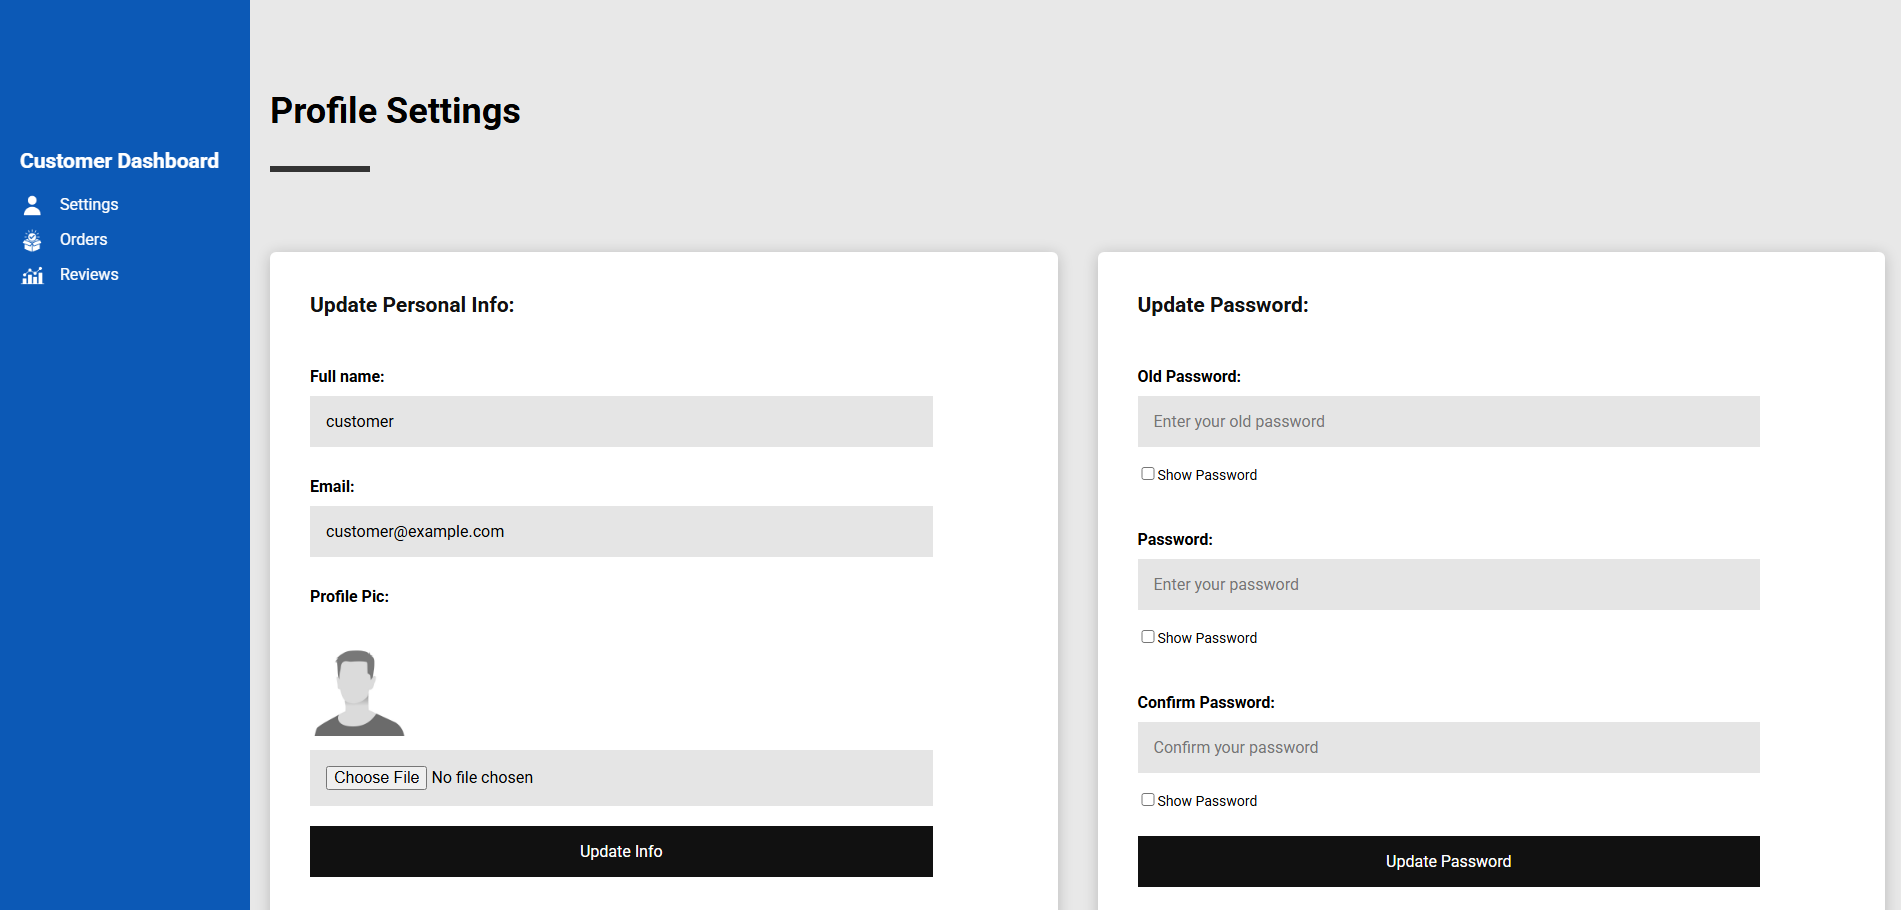 Customer Dashboard
Settings
Orders
Reviews
Profile Settings
Update Personal Info:
Full name:
customer
Email:
customer@example.com
Profile Pic:
Choose File No file chosen
Update Info
Update Password:
Old Password:
Enter your old password
Show Password
Password:
Enter your password
Show Password
Confirm Password:
Confirm your password
Show Password
Update Password